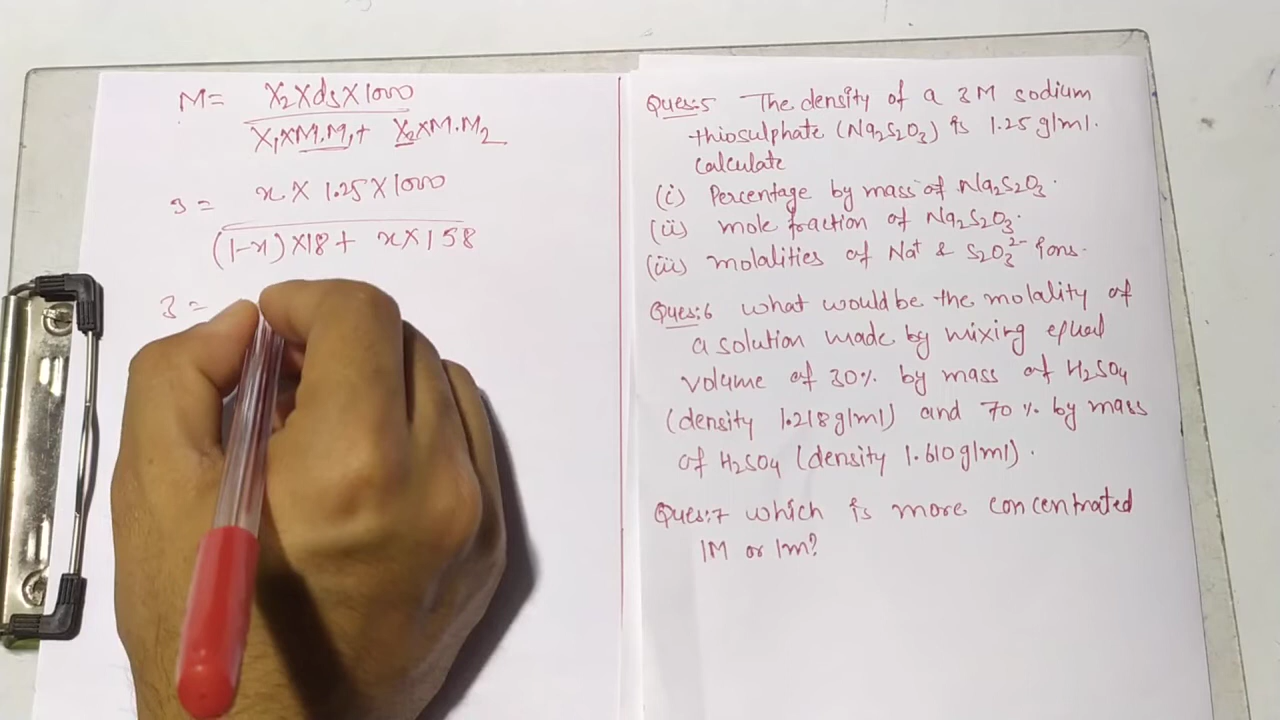 M = X₂ × ds × 1000
X₁ × M.M₁ + X₂ × M.M₂
3 = x × 1.25 × 1000
(1-x) × 18 + x × 158
3 =
Ques:5 The density of a 3M sodium
thiosulphate (Na₂S₂O₃) is 1.25 g/ml.
calculate
(i) Percentage by mass of Na₂S₂O₃.
(ii) mole fraction of Na₂S₂O₃.
(iii) molalities of Na⁺ & S₂O₃²⁻ ions.
Ques:6 what would be the molality of
a solution made by mixing equal
volume of 30% by mass of H₂SO₄
(density 1.218 g/ml) and 70% by mass
of H₂SO₄ (density 1.610 g/ml).
Ques:7 which is more concentrated
1M or 1m?